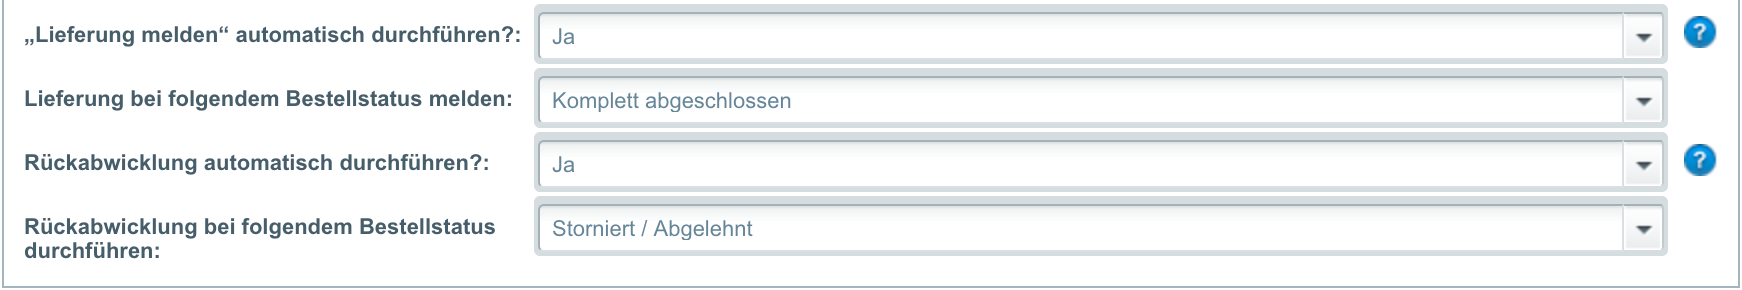 „Lieferung melden“ automatisch durchführen?: Ja ?
Lieferung bei folgendem Bestellstatus melden: Komplett abgeschlossen
Rückabwicklung automatisch durchführen?: Ja ?
Rückabwicklung bei folgendem Bestellstatus
durchführen: Storniert / Abgelehnt